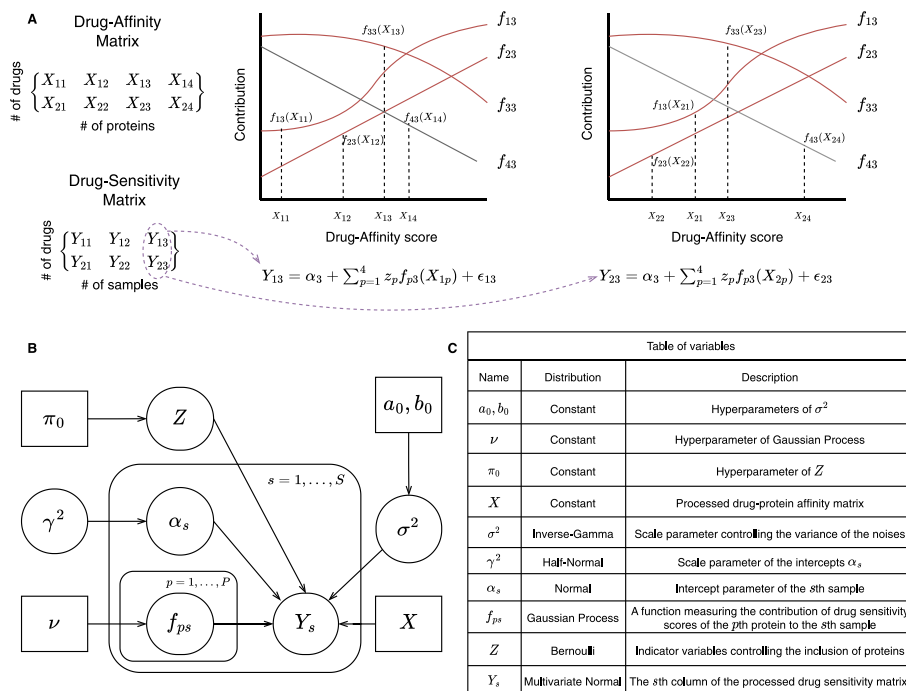 A
Drug-Affinity
Matrix
# of drugs
X₁₁ X₁₂ X₁₃ X₁₄
X₂₁ X₂₂ X₂₃ X₂₄
# of proteins
Drug-Sensitivity
Matrix
# of drugs
Y₁₁ Y₁₂ Y₁₃
Y₂₁ Y₂₂ Y₂₃
# of samples
Contribution
f₁₃(X₁₁)
f₂₃(X₁₂)
f₃₃(X₁₃)
f₄₃(X₁₄)
f₁₃
f₂₃
f₃₃
f₄₃
X₁₁ X₁₂ X₁₃ X₁₄
Drug-Affinity score
Y₁₃ = α₃ + ∑⁴ₚ₌₁ zₚfₚ₃(X₁ₚ) + ϵ₁₃
Contribution
f₃₃(X₂₃)
f₁₃(X₂₁)
f₂₃(X₂₂)
f₄₃(X₂₄)
f₁₃
f₂₃
f₃₃
f₄₃
X₂₂ X₂₁ X₂₃ X₂₄
Drug-Affinity score
Y₂₃ = α₃ + ∑⁴ₚ₌₁ zₚfₚ₃(X₂ₚ) + ϵ₂₃
B
π₀
Z
a₀, b₀
s = 1, . . . , S
γ²
αₛ
σ²
p = 1, . . . , P
ν
fₚₛ
Yₛ
X
C
Table of variables
Name Distribution Description
a₀, b₀ Constant Hyperparameters of σ²
ν Constant Hyperparameter of Gaussian Process
π₀ Constant Hyperparameter of Z
X Constant Processed drug-protein affinity matrix
σ² Inverse-Gamma Scale parameter controlling the variance of the noises
γ² Half-Normal Scale parameter of the intercepts αₛ
αₛ Normal Intercept parameter of the sth sample
fₚₛ Gaussian Process A function measuring the contribution of drug sensitivity
scores of the pth protein to the sth sample
Z Bernoulli Indicator variables controlling the inclusion of proteins
Yₛ Multivariate Normal The sth column of the processed drug sensitivity matrix